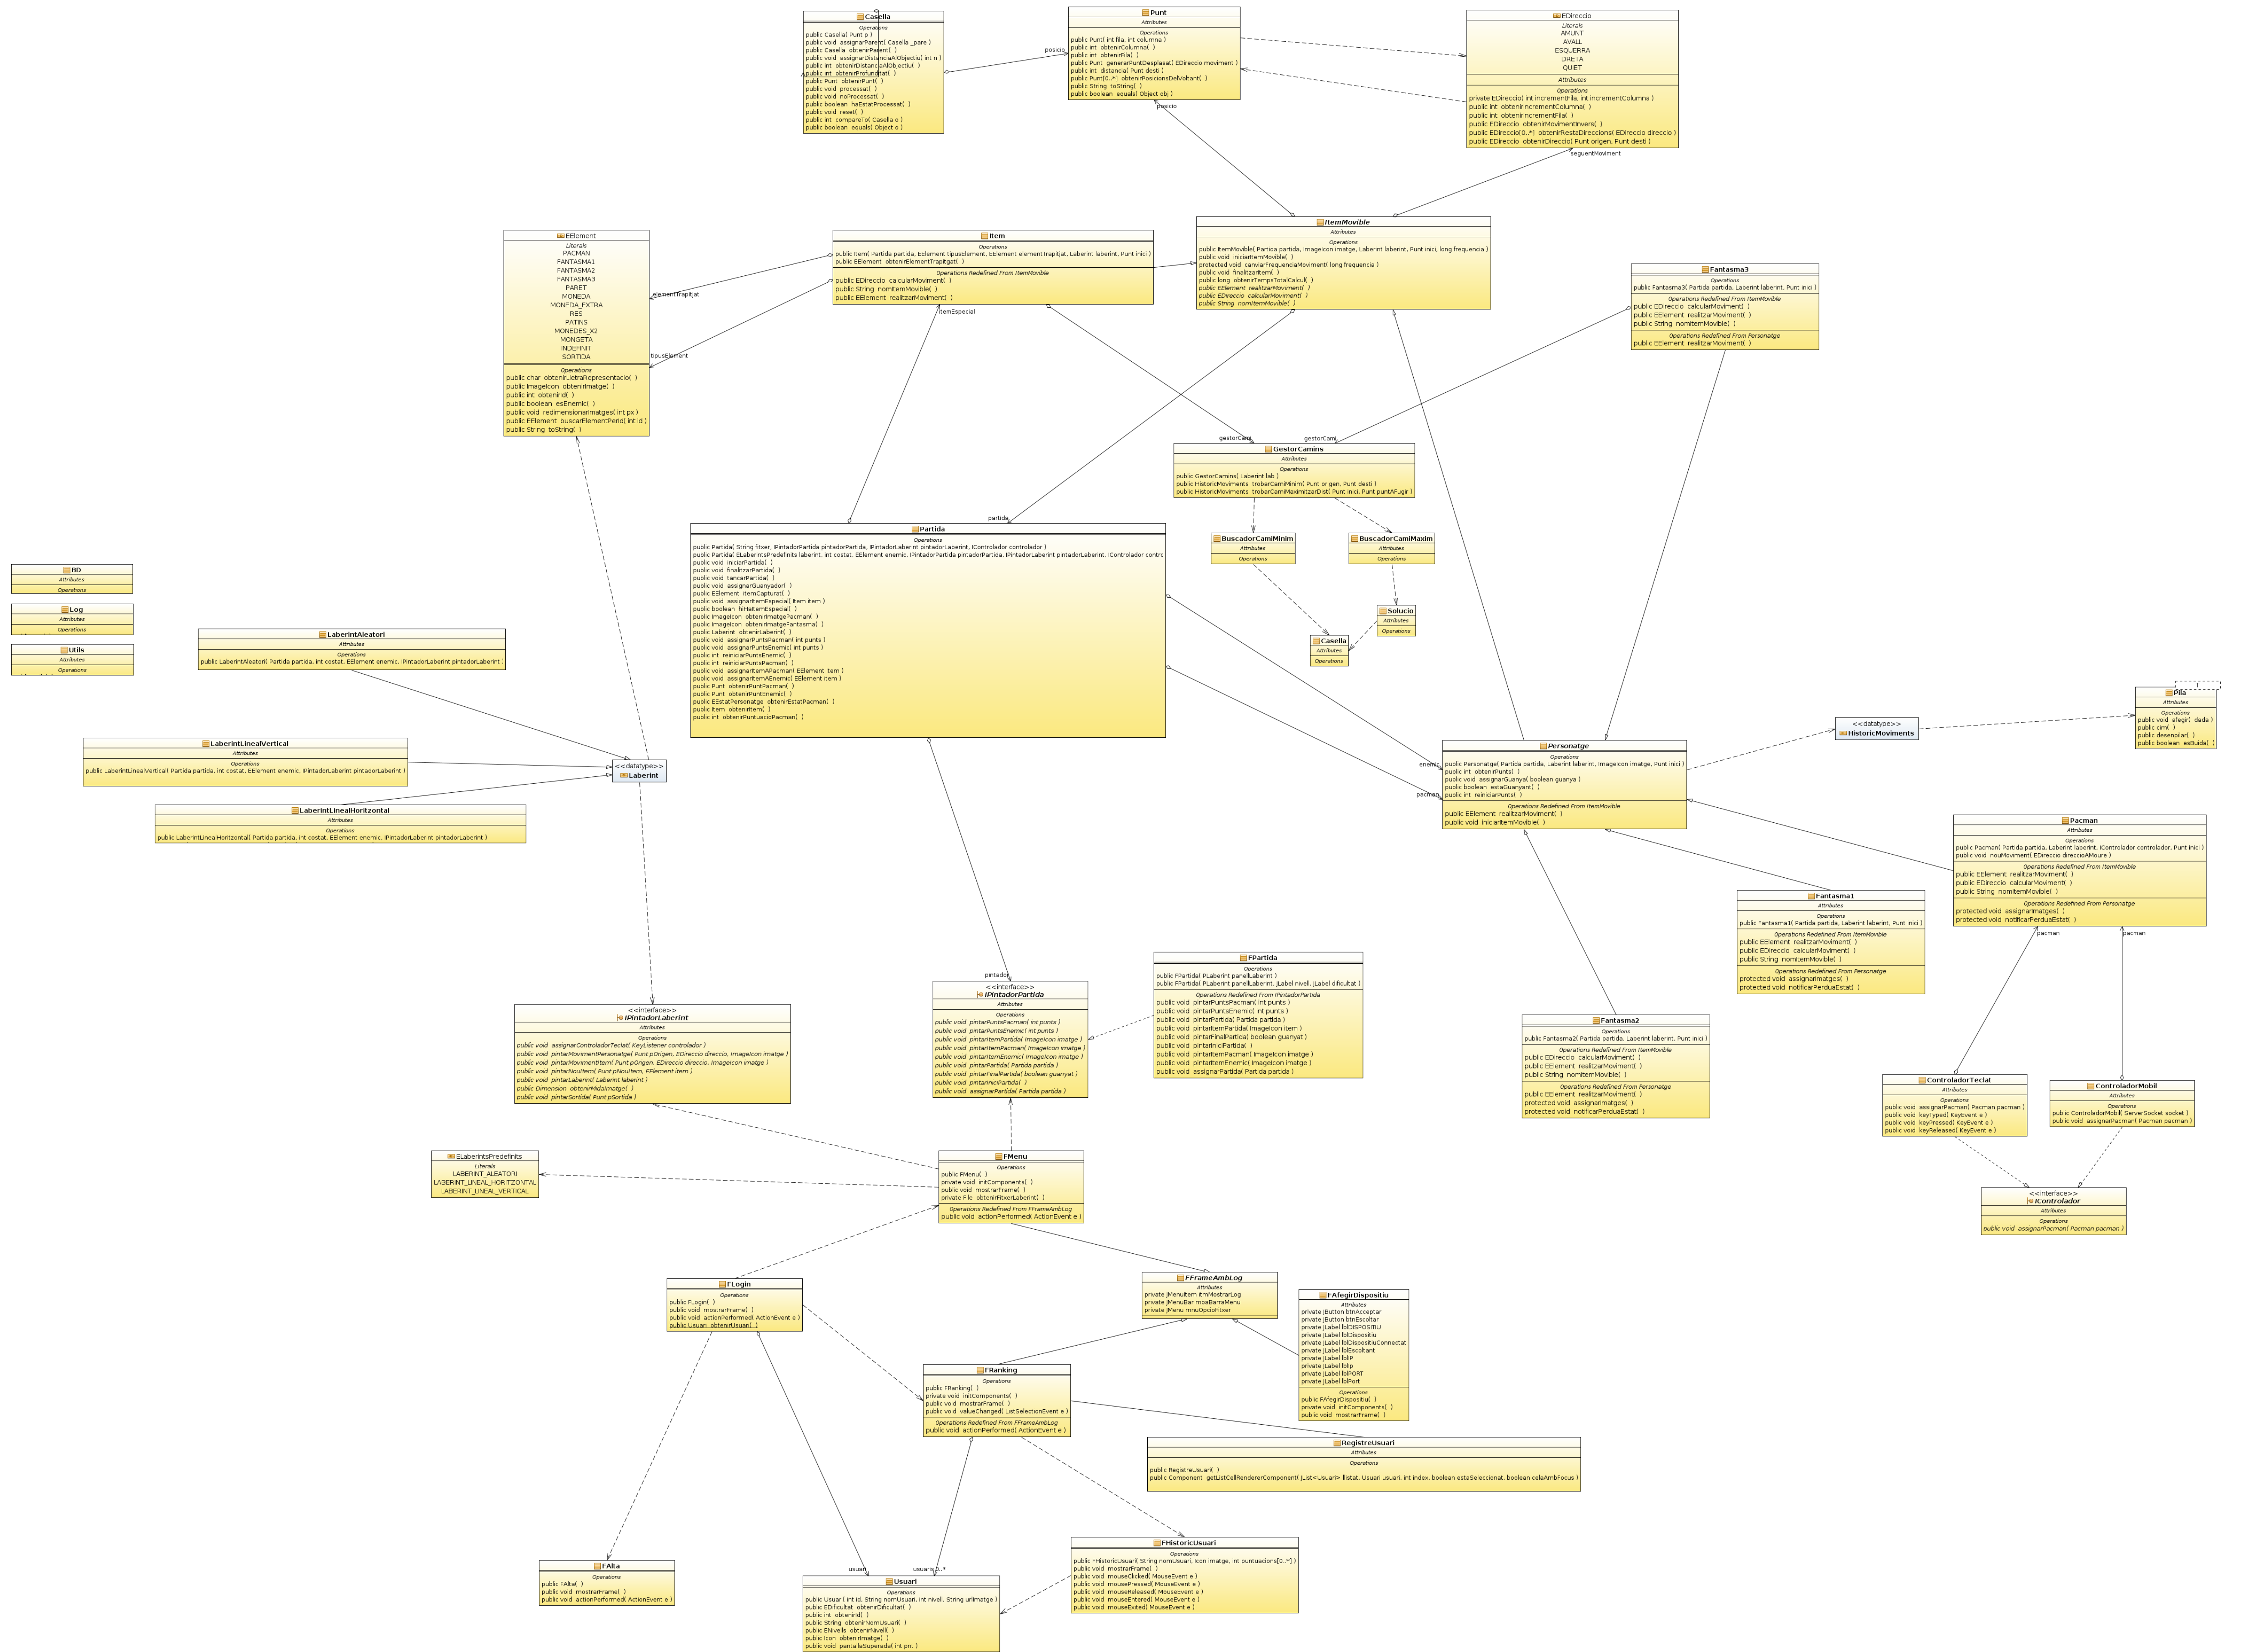 Casella
Operations
public Casella( Punt p )
public void assignarParent( Casella _pare )
public Casella obtenirParent( )
public void assignarDistanciaAlObjectiu( int n )
public int obtenirDistanciaAlObjectiu( )
public int obtenirProfunditat( )
public Punt obtenirPunt( )
public void processat( )
public void noProcessat( )
public boolean haEstatProcessat( )
public void reset( )
public int compareTo( Casella o )
public boolean equals( Object o )
posicio
Punt
Attributes
Operations
public Punt( int fila, int columna )
public int obtenirColumna( )
public int obtenirFila( )
public Punt generarPuntDesplasat( EDireccio moviment )
public int distancia( Punt desti )
public Punt[0..*] obtenirPosicionsDelVoltant( )
public String toString( )
public boolean equals( Object obj )
posicio
EDireccio
Literals
AMUNT
AVALL
ESQUERRA
DRETA
QUIET
Attributes
Operations
private EDireccio( int incrementFila, int incrementColumna )
public int obtenirIncrementColumna( )
public int obtenirIncrementFila( )
public EDireccio obtenirMovimentInvers( )
public EDireccio[0..*] obtenirRestaDireccions( EDireccio direccio )
public EDireccio obtenirDireccio( Punt origen, Punt desti )
seguentMoviment
EElement
Literals
PACMAN
FANTASMA1
FANTASMA2
FANTASMA3
PARET
MONEDA
MONEDA_EXTRA
RES
PATINS
MONEDES_X2
MONGETA
INDEFINIT
SORTIDA
Operations
public char obtenirLletraRepresentacio( )
public ImageIcon obtenirImatge( )
public int obtenirId( )
public boolean esEnemic( )
public void redimensionarImatges( int px )
public EElement buscarElementPerId( int id )
public String toString( )
elementTrapitjat
tipusElement
Item
Operations
public Item( Partida partida, EElement tipusElement, EElement elementTrapitjat, Laberint laberint, Punt inici )
public EElement obtenirElementTrapitgat( )
Operations Redefined From ItemMovible
public EDireccio calcularMoviment( )
public String nomItemMovible( )
public EElement realitzarMoviment( )
itemEspecial
ItemMovible
Attributes
Operations
public ItemMovible( Partida partida, ImageIcon imatge, Laberint laberint, Punt inici, long frequencia )
public void iniciarItemMovible( )
protected void canviarFrequenciaMoviment( long frequencia )
public void finalitzarItem( )
public long obtenirTempsTotalCalcul( )
public EElement realitzarMoviment( )
public EDireccio calcularMoviment( )
public String nomItemMovible( )
Fantasma3
Operations
public Fantasma3( Partida partida, Laberint laberint, Punt inici )
Operations Redefined From ItemMovible
public EDireccio calcularMoviment( )
public EElement realitzarMoviment( )
public String nomItemMovible( )
Operations Redefined From Personatge
public EElement realitzarMoviment( )
gestorCami
gestorCami
GestorCamins
Attributes
Operations
public GestorCamins( Laberint lab )
public HistoricMoviments trobarCamiMinim( Punt origen, Punt desti )
public HistoricMoviments trobarCamiMaximitzarDist( Punt inici, Punt puntAFugir )
BuscadorCamiMinim
Attributes
Operations
BuscadorCamiMaxim
Attributes
Operations
Solucio
Attributes
Operations
Casella
Attributes
Operations
partida
Partida
Operations
public Partida( String fitxer, IPintadorPartida pintadorPartida, IPintadorLaberint pintadorLaberint, IControlador controlador )
public Partida( ELaberintsPredefinits laberint, int costat, EElement enemic, IPintadorPartida pintadorPartida, IPintadorLaberint pintadorLaberint, IControlador contro
public void iniciarPartida( )
public void finalitzarPartida( )
public void tancarPartida( )
public void assignarGuanyador( )
public EElement itemCapturat( )
public void assignarItemEspecial( Item item )
public boolean hiHaItemEspecial( )
public ImageIcon obtenirImatgePacman( )
public ImageIcon obtenirImatgeFantasma( )
public Laberint obtenirLaberint( )
public void assignarPuntsPacman( int punts )
public void assignarPuntsEnemic( int punts )
public int reiniciarPuntsEnemic( )
public int reiniciarPuntsPacman( )
public void assignarItemAPacman( EElement item )
public void assignarItemAEnemic( EElement item )
public Punt obtenirPuntPacman( )
public Punt obtenirPuntEnemic( )
public EEstatPersonatge obtenirEstatPacman( )
public Item obtenirItem( )
public int obtenirPuntuacioPacman( )
BD
Attributes
Operations
Log
Attributes
Operations
Utils
Attributes
Operations
LaberintAleatori
Attributes
Operations
public LaberintAleatori( Partida partida, int costat, EElement enemic, IPintadorLaberint pintadorLaberint )
LaberintLinealVertical
Attributes
Operations
public LaberintLinealVertical( Partida partida, int costat, EElement enemic, IPintadorLaberint pintadorLaberint )
LaberintLinealHoritzontal
Attributes
Operations
public LaberintLinealHoritzontal( Partida partida, int costat, EElement enemic, IPintadorLaberint pintadorLaberint )
<<datatype>>
Laberint
enemic
pacman
Personatge
Operations
public Personatge( Partida partida, Laberint laberint, ImageIcon imatge, Punt inici )
public int obtenirPunts( )
public void assignarGuanya( boolean guanya )
public boolean estaGuanyant( )
public int reiniciarPunts( )
Operations Redefined From ItemMovible
public EElement realitzarMoviment( )
public void iniciarItemMovible( )
<<datatype>>
HistoricMoviments
T
Pila
Attributes
Operations
public void afegir( dada )
public cim( )
public desenpilar( )
public boolean esBuida( )
Pacman
Attributes
Operations
public Pacman( Partida partida, Laberint laberint, IControlador controlador, Punt inici )
public void nouMoviment( EDireccio direccioAMoure )
Operations Redefined From ItemMovible
public EElement realitzarMoviment( )
public EDireccio calcularMoviment( )
public String nomItemMovible( )
Operations Redefined From Personatge
protected void assignarImatges( )
protected void notificarPerduaEstat( )
pacman
pacman
Fantasma1
Attributes
Operations
public Fantasma1( Partida partida, Laberint laberint, Punt inici )
Operations Redefined From ItemMovible
public EElement realitzarMoviment( )
public EDireccio calcularMoviment( )
public String nomItemMovible( )
Operations Redefined From Personatge
protected void assignarImatges( )
protected void notificarPerduaEstat( )
Fantasma2
Operations
public Fantasma2( Partida partida, Laberint laberint, Punt inici )
Operations Redefined From ItemMovible
public EDireccio calcularMoviment( )
public EElement realitzarMoviment( )
public String nomItemMovible( )
Operations Redefined From Personatge
public EElement realitzarMoviment( )
protected void assignarImatges( )
protected void notificarPerduaEstat( )
ControladorTeclat
Attributes
Operations
public void assignarPacman( Pacman pacman )
public void keyTyped( KeyEvent e )
public void keyPressed( KeyEvent e )
public void keyReleased( KeyEvent e )
ControladorMobil
Attributes
Operations
public ControladorMobil( ServerSocket socket )
public void assignarPacman( Pacman pacman )
<<interface>>
IControlador
Attributes
Operations
public void assignarPacman( Pacman pacman )
<<interface>>
IPintadorLaberint
Attributes
Operations
public void assignarControladorTeclat( KeyListener controlador )
public void pintarMovimentPersonatge( Punt pOrigen, EDireccio direccio, ImageIcon imatge )
public void pintarMovimentItem( Punt pOrigen, EDireccio direccio, ImageIcon imatge )
public void pintarNouItem( Punt pNouItem, EElement item )
public void pintarLaberint( Laberint laberint )
public Dimension obtenirMidaImatge( )
public void pintarSortida( Punt pSortida )
pintador
<<interface>>
IPintadorPartida
Attributes
Operations
public void pintarPuntsPacman( int punts )
public void pintarPuntsEnemic( int punts )
public void pintarItemPartida( ImageIcon imatge )
public void pintarItemPacman( ImageIcon imatge )
public void pintarItemEnemic( ImageIcon imatge )
public void pintarPartida( Partida partida )
public void pintarFinalPartida( boolean guanyat )
public void pintarIniciPartida( )
public void assignarPartida( Partida partida )
FPartida
Operations
public FPartida( PLaberint panelLaberint )
public FPartida( PLaberint panelLaberint, JLabel nivell, JLabel dificultat )
Operations Redefined From IPintadorPartida
public void pintarPuntsPacman( int punts )
public void pintarPuntsEnemic( int punts )
public void pintarPartida( Partida partida )
public void pintarItemPartida( ImageIcon item )
public void pintarFinalPartida( boolean guanyat )
public void pintarIniciPartida( )
public void pintarItemPacman( ImageIcon imatge )
public void pintarItemEnemic( ImageIcon imatge )
public void assignarPartida( Partida partida )
ELaberintsPredefinits
Literals
LABERINT_ALEATORI
LABERINT_LINEAL_HORITZONTAL
LABERINT_LINEAL_VERTICAL
FMenu
Operations
public FMenu( )
private void initComponents( )
public void mostrarFrame( )
private File obtenirFitxerLaberint( )
Operations Redefined From FFrameAmbLog
public void actionPerformed( ActionEvent e )
FLogin
Operations
public FLogin( )
public void mostrarFrame( )
public void actionPerformed( ActionEvent e )
public Usuari obtenirUsuari( )
FFrameAmbLog
Attributes
private JMenuItem itmMostrarLog
private JMenuBar mbaBarraMenu
private JMenu mnuOpcioFitxer
FAfegirDispositiu
Attributes
private JButton btnAcceptar
private JButton btnEscoltar
private JLabel lblDISPOSITIU
private JLabel lblDispositiu
private JLabel lblDispositiuConnectat
private JLabel lblEscoltant
private JLabel lblIP
private JLabel lblIp
private JLabel lblPORT
private JLabel lblPort
Operations
public FAfegirDispositiu( )
private void initComponents( )
public void mostrarFrame( )
FRanking
Operations
public FRanking( )
private void initComponents( )
public void mostrarFrame( )
public void valueChanged( ListSelectionEvent e )
Operations Redefined From FFrameAmbLog
public void actionPerformed( ActionEvent e )
RegistreUsuari
Attributes
Operations
public RegistreUsuari( )
public Component getListCellRendererComponent( JList<Usuari> llistat, Usuari usuari, int index, boolean estaSeleccionat, boolean celaAmbFocus )
FAlta
Operations
public FAlta( )
public void mostrarFrame( )
public void actionPerformed( ActionEvent e )
usuari
usuaris 0..*
Usuari
Operations
public Usuari( int id, String nomUsuari, int nivell, String urlImatge )
public EDificultat obtenirDificultat( )
public int obtenirId( )
public String obtenirNomUsuari( )
public ENivells obtenirNivell( )
public Icon obtenirImatge( )
public void pantallaSuperada( int pnt )
FHistoricUsuari
Operations
public FHistoricUsuari( String nomUsuari, Icon imatge, int puntuacions[0..*] )
public void mostrarFrame( )
public void mouseClicked( MouseEvent e )
public void mousePressed( MouseEvent e )
public void mouseReleased( MouseEvent e )
public void mouseEntered( MouseEvent e )
public void mouseExited( MouseEvent e )